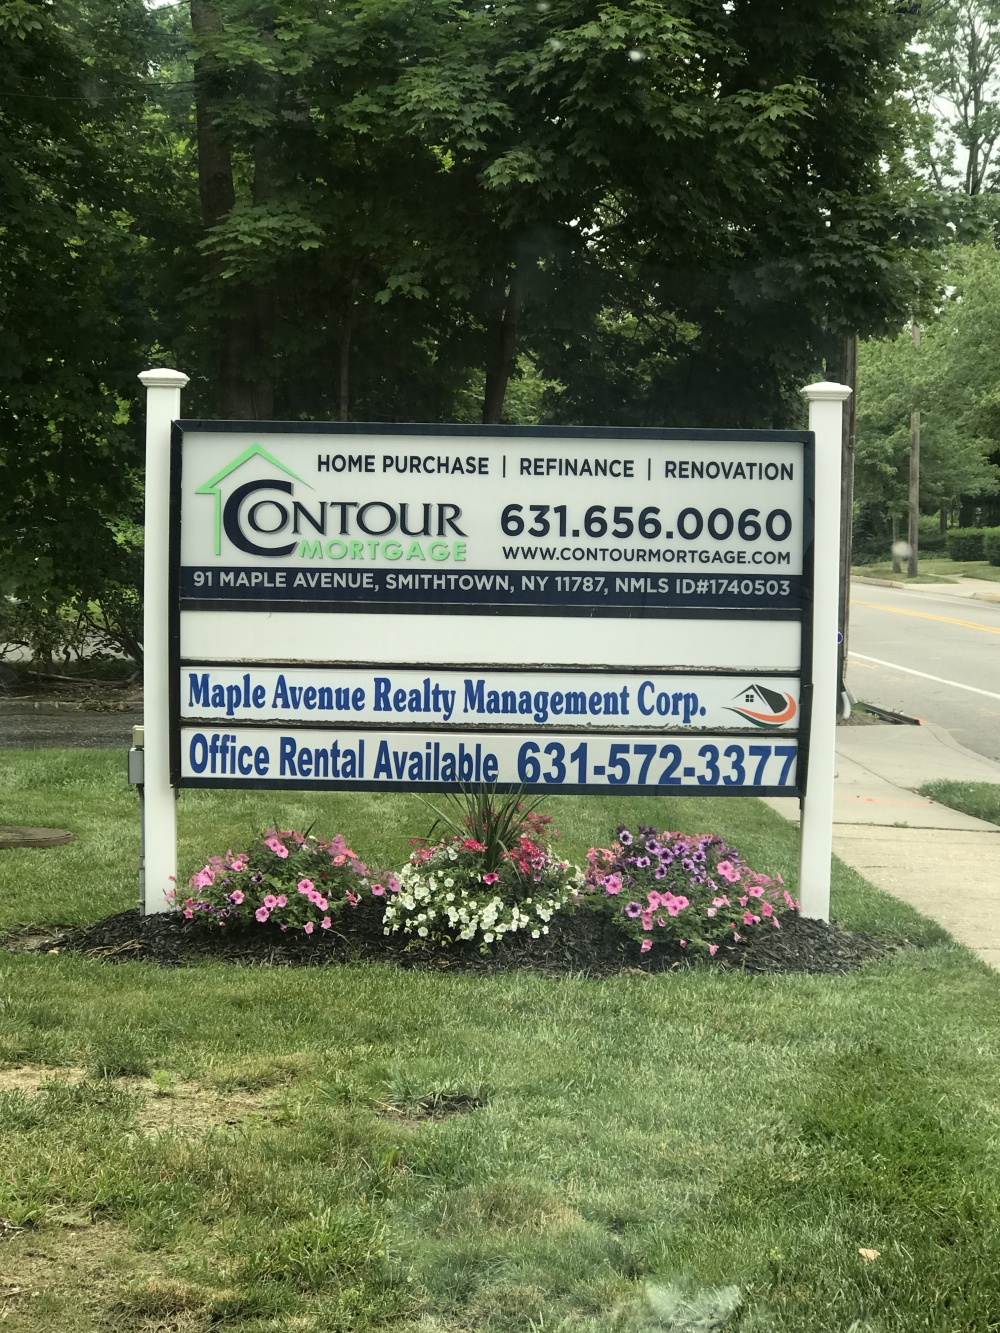 HOME PURCHASE | REFINANCE | RENOVATION
CONTOUR
MORTGAGE
631.656.0060
WWW.CONTOURMORTGAGE.COM
91 MAPLE AVENUE, SMITHTOWN, NY 11787, NMLS ID#1740503
Maple Avenue Realty Management Corp.
Office Rental Available 631-572-3377